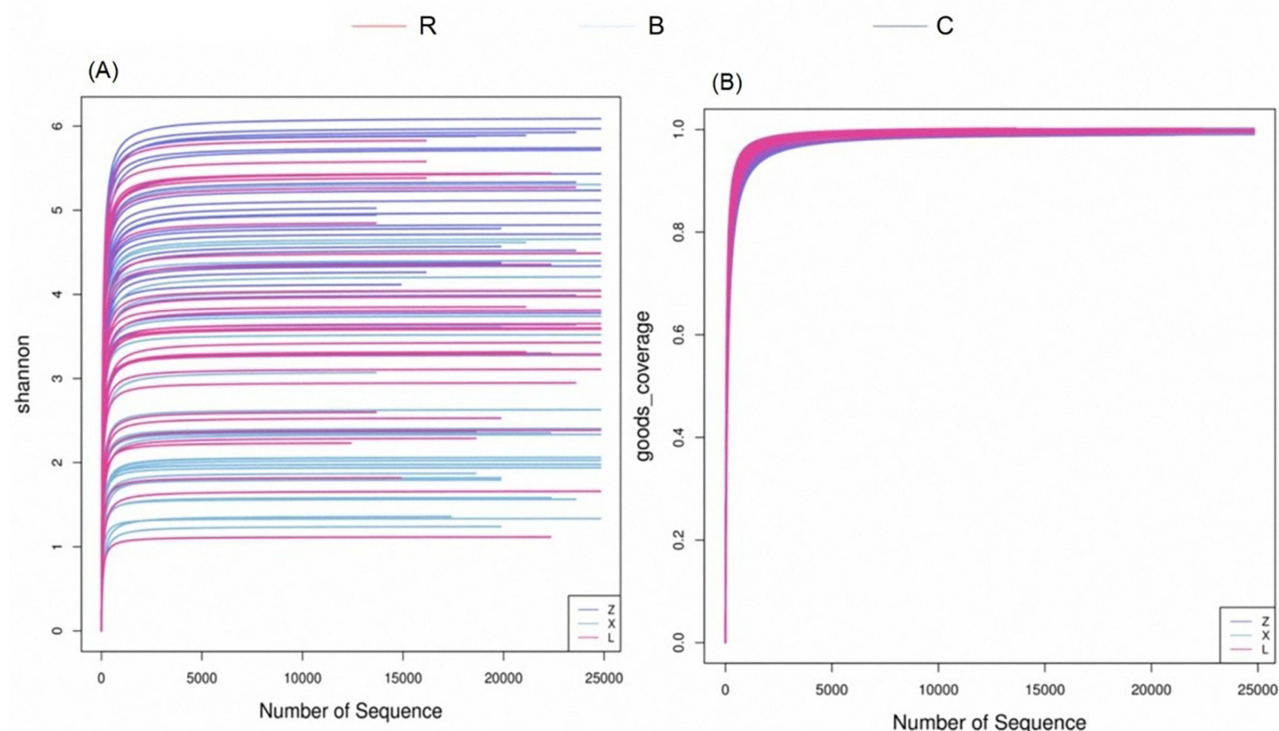 R B C
(A)
(B)
shannon
6
5
4
3
2
1
0
0 5000 10000 15000 20000 25000
Number of Sequence
Z
X
L
goods_coverage
1.0
0.8
0.6
0.4
0.2
0.0
0 5000 10000 15000 20000 25000
Number of Sequence
Z
X
L